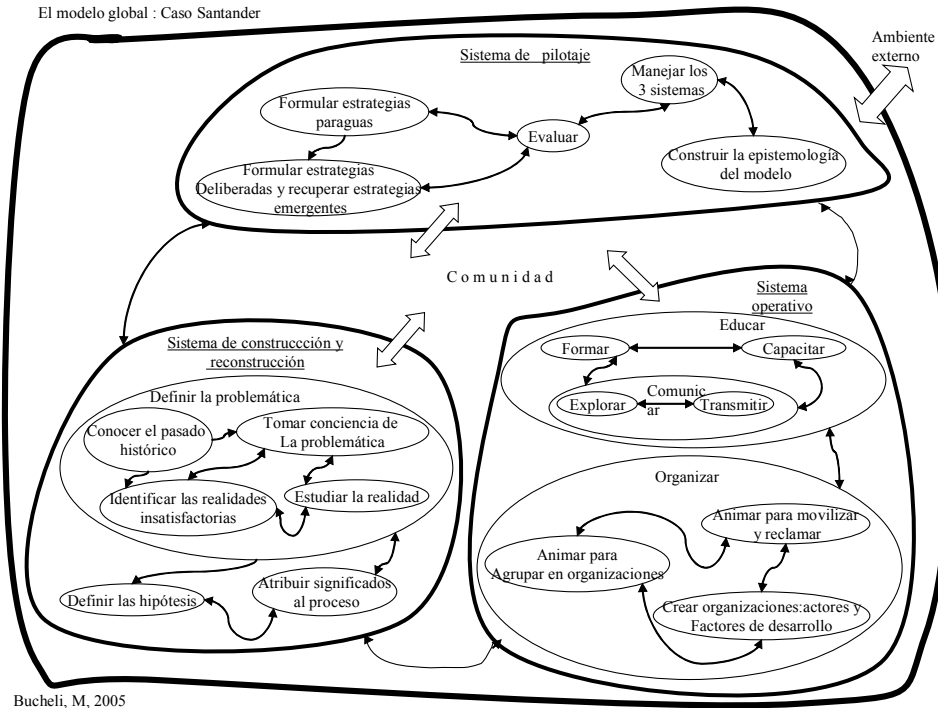 El modelo global : Caso Santander
Ambiente
externo
Sistema de pilotaje
Manejar los
3 sistemas
Formular estrategias
paraguas
Evaluar
Construir la epistemología
del modelo
Formular estrategias
Deliberadas y recuperar estrategias
emergentes
Comunidad
Sistema
operativo
Educar
Formar
Capacitar
Comunic
ar
Explorar
Transmitir
Sistema de construccción y
reconstrucción
Definir la problemática
Conocer el pasado
histórico
Tomar conciencia de
La problemática
Identificar las realidades
insatisfactorias
Estudiar la realidad
Atribuir significados
al proceso
Definir las hipótesis
Organizar
Animar para movilizar
y reclamar
Animar para
Agrupar en organizaciones
Crear organizaciones:actores y
Factores de desarrollo
Bucheli, M, 2005